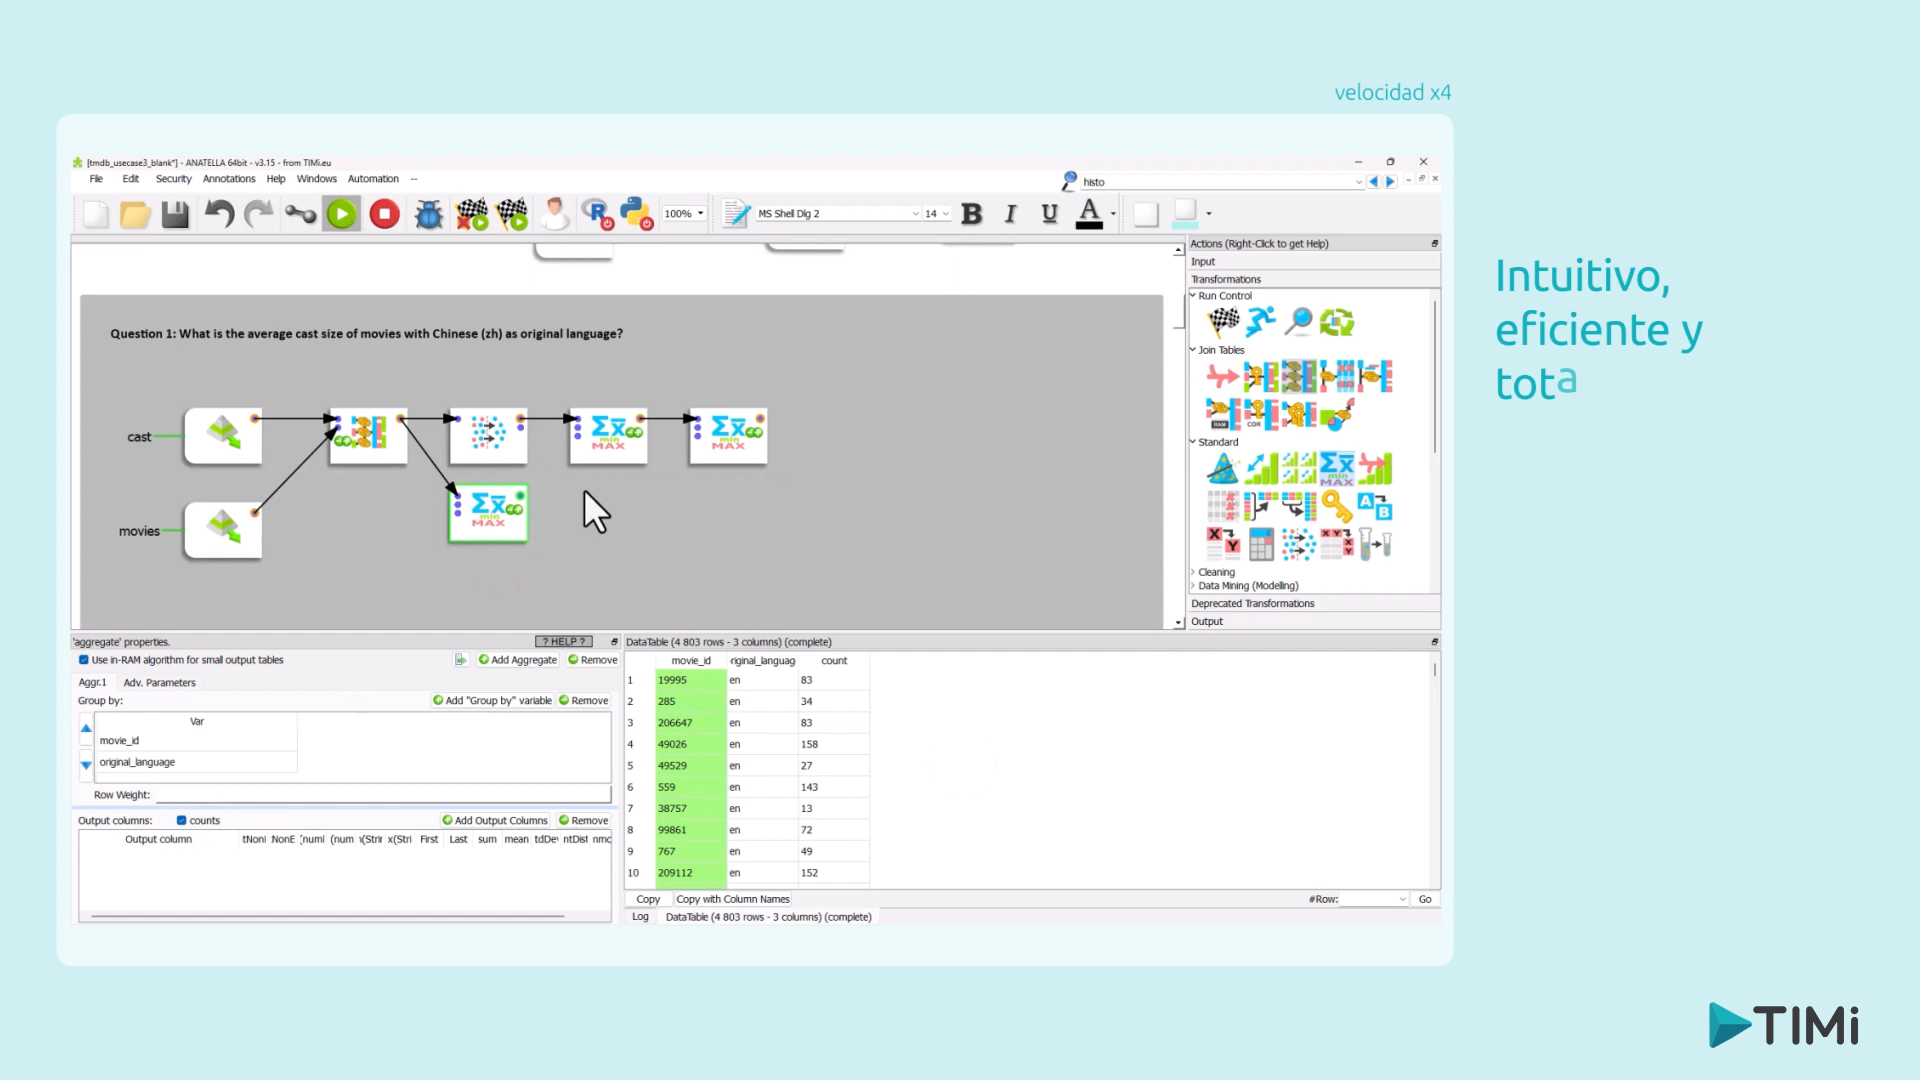 velocidad x4
[tmdb_usecase3_blank*] - ANATELLA 64bit - v3.15 - from TIMi.eu
File Edit Security Annotations Help Windows Automation --
histo
100%
MS Shell Dlg 2
14
B I U A
Actions (Right-Click to get Help)
Input
Transformations
Run Control
Join Tables
Standard
Cleaning
Data Mining (Modelling)
Deprecated Transformations
Output
Question 1: What is the average cast size of movies with Chinese (zh) as original language?
cast
movies
'aggregate' properties.
? HELP ?
Use in-RAM algorithm for small output tables
Add Aggregate Remove
Aggr.1 Adv. Parameters
Group by:
Add "Group by" variable Remove
Var
movie_id
original_language
Row Weight:
Output columns: counts
Add Output Columns Remove
Output column First Last sum mean
DataTable (4 803 rows - 3 columns) (complete)
movie_id riginal_languag count
1 19995 en 83
2 285 en 34
3 206647 en 83
4 49026 en 158
5 49529 en 27
6 559 en 143
7 38757 en 13
8 99861 en 72
9 767 en 49
10 209112 en 152
Copy Copy with Column Names
#Row: Go
Log DataTable (4 803 rows - 3 columns) (complete)
Intuitivo,
eficiente y
tota
TIMi